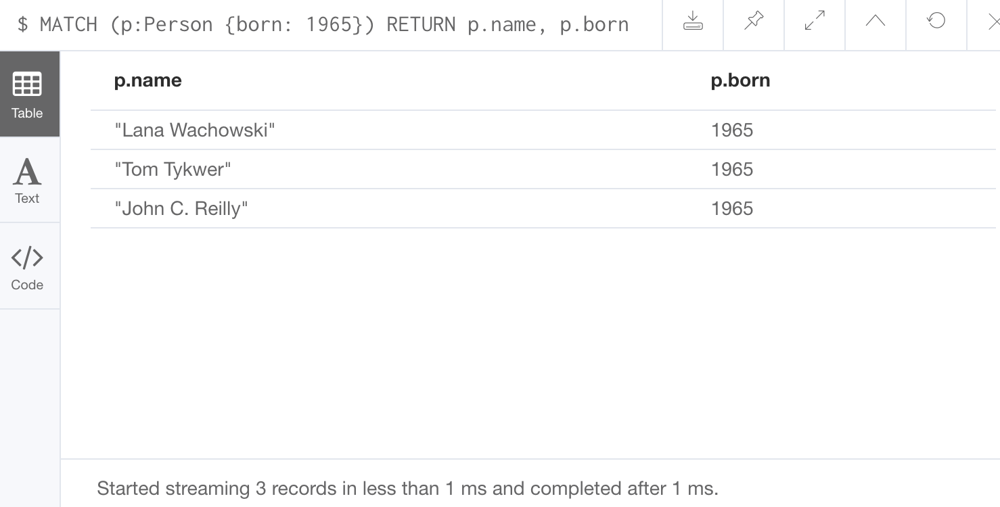 $ MATCH (p:Person {born: 1965}) RETURN p.name, p.born
Table
Text
Code
p.name p.born
"Lana Wachowski" 1965
"Tom Tykwer" 1965
"John C. Reilly" 1965
Started streaming 3 records in less than 1 ms and completed after 1 ms.